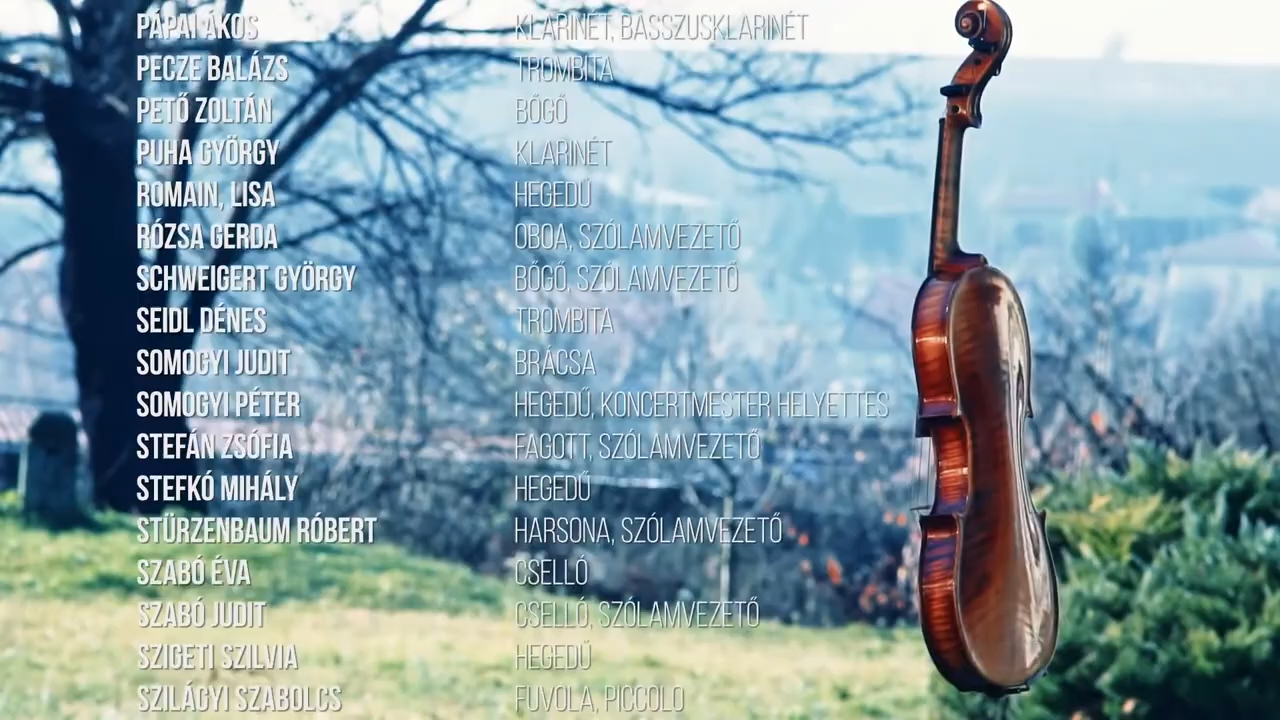 PÁPAI ÁKOS KLARINÉT, BASSZUSKLARINÉT
PECZE BALÁZS TROMBITA
PETŐ ZOLTÁN BŐGŐ
PUHA GYÖRGY KLARINÉT
ROMAIN, LISA HEGEDŰ
RÓZSA GERDA OBOA, SZÓLAMVEZETŐ
SCHWEIGERT GYÖRGY BŐGŐ, SZÓLAMVEZETŐ
SEIDL DÉNES TROMBITA
SOMOGYI JUDIT BRÁCSA
SOMOGYI PÉTER HEGEDŰ, KONCERTMESTER HELYETTES
STEFÁN ZSÓFIA FAGOTT, SZÓLAMVEZETŐ
STEFKÓ MIHÁLY HEGEDŰ
STÜRZENBAUM RÓBERT HARSONA, SZÓLAMVEZETŐ
SZABÓ ÉVA CSELLÓ
SZABÓ JUDIT CSELLÓ, SZÓLAMVEZETŐ
SZIGETI SZILVIA HEGEDŰ
SZILÁGYI SZABOLCS FUVOLA, PICCOLO